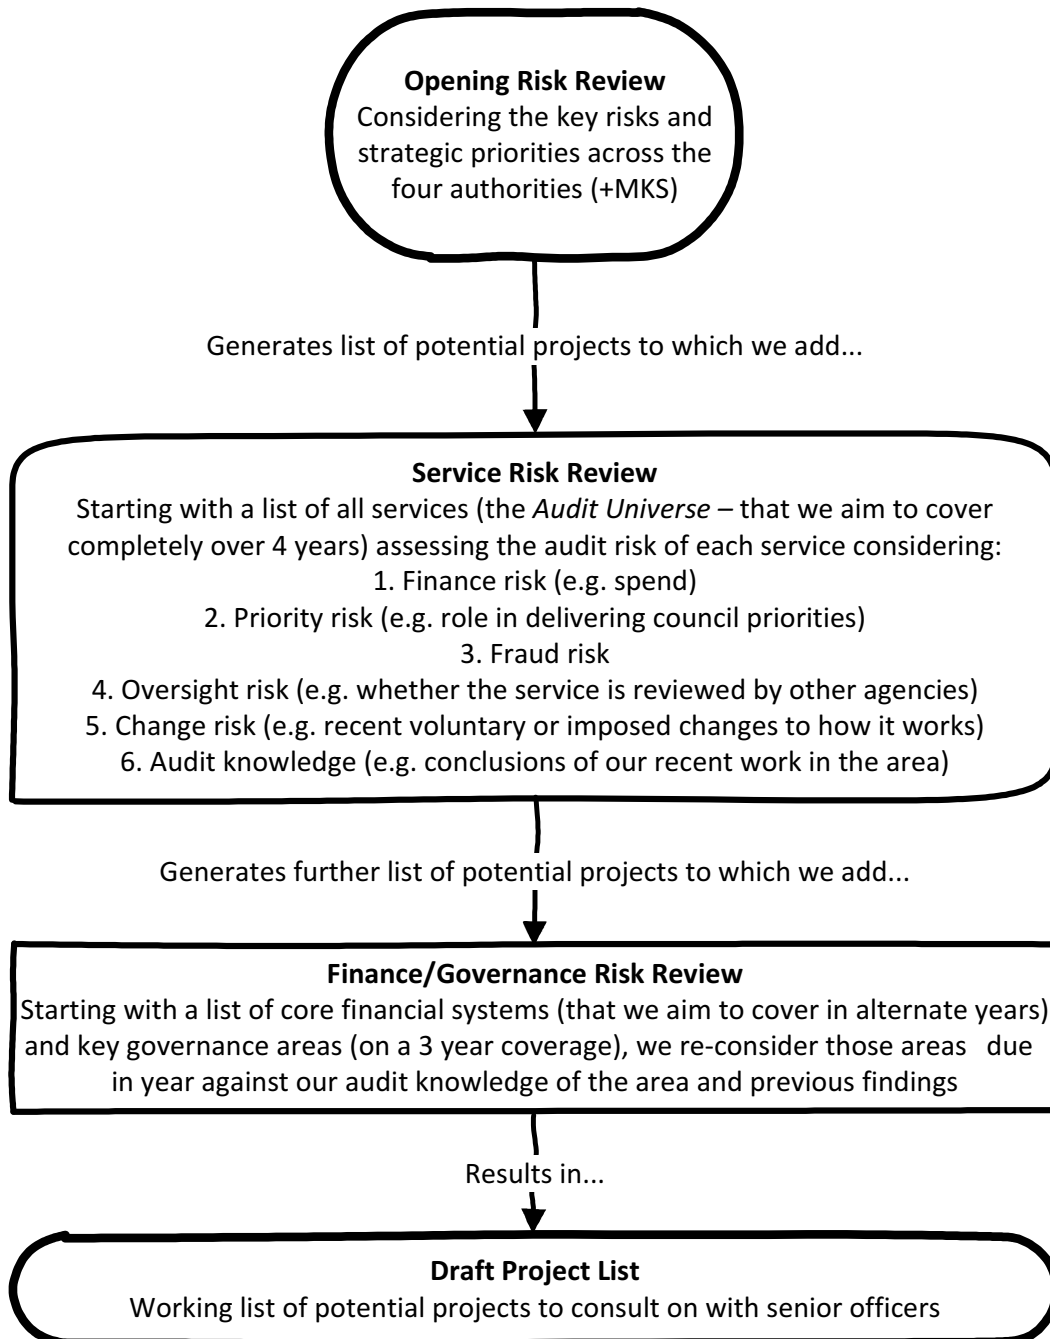 Opening Risk Review
Considering the key risks and
strategic priorities across the
four authorities (+MKS)
Generates list of potential projects to which we add...
Service Risk Review
Starting with a list of all services (the Audit Universe – that we aim to cover
completely over 4 years) assessing the audit risk of each service considering:
1. Finance risk (e.g. spend)
2. Priority risk (e.g. role in delivering council priorities)
3. Fraud risk
4. Oversight risk (e.g. whether the service is reviewed by other agencies)
5. Change risk (e.g. recent voluntary or imposed changes to how it works)
6. Audit knowledge (e.g. conclusions of our recent work in the area)
Generates further list of potential projects to which we add...
Finance/Governance Risk Review
Starting with a list of core financial systems (that we aim to cover in alternate years)
and key governance areas (on a 3 year coverage), we re-consider those areas due
in year against our audit knowledge of the area and previous findings
Results in...
Draft Project List
Working list of potential projects to consult on with senior officers